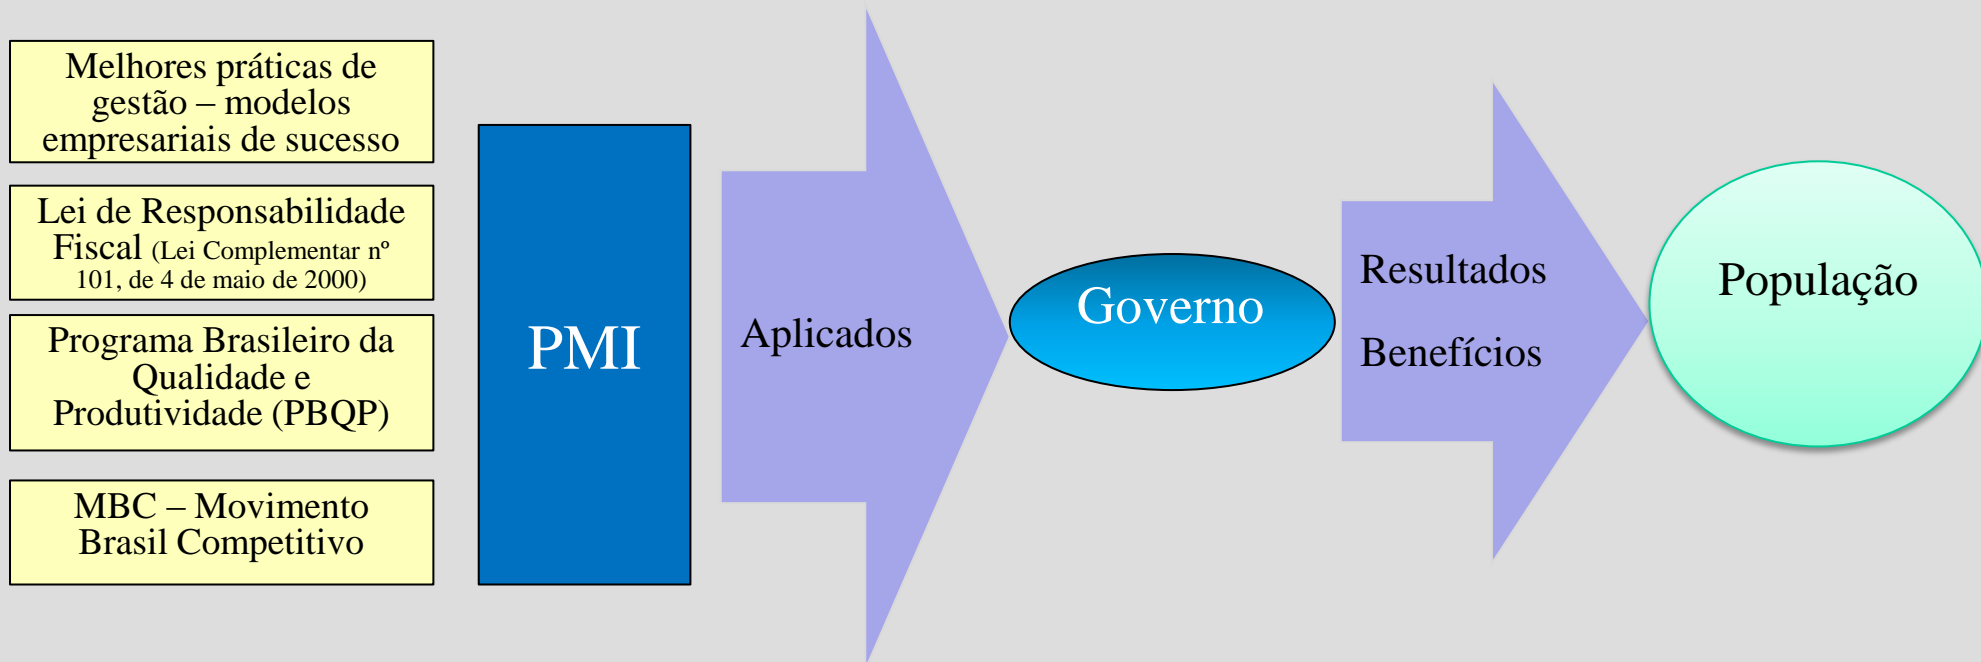 Melhores práticas de
gestão – modelos
empresariais de sucesso
Lei de Responsabilidade
Fiscal (Lei Complementar nº
101, de 4 de maio de 2000)
Programa Brasileiro da
Qualidade e
Produtividade (PBQP)
MBC – Movimento
Brasil Competitivo
PMI
Aplicados
Governo
Resultados
Benefícios
População